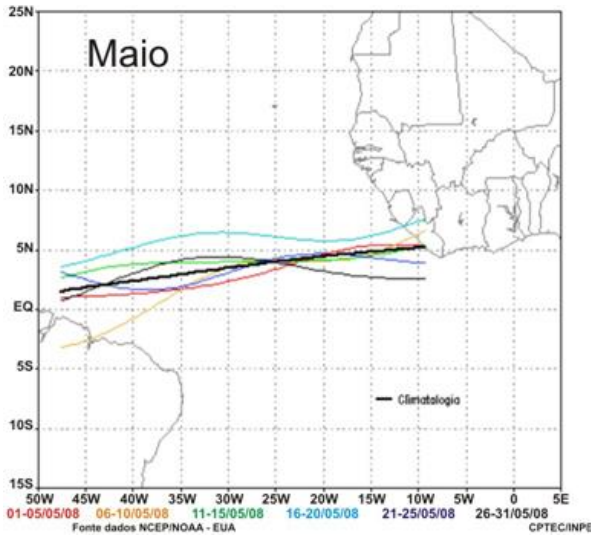 25N
Maio
20N
15N
10N
5N
EQ
5S
Climatologia
10S
15S
50W 45W 40W 35W 30W 25W 20W 15W 10W 5W 0 5E
01-05/05/08 06-10/05/08 11-15/05/08 16-20/05/08 21-25/05/08 26-31/05/08
Fonte dados NCEP/NOAA - EUA CPTEC/INPE